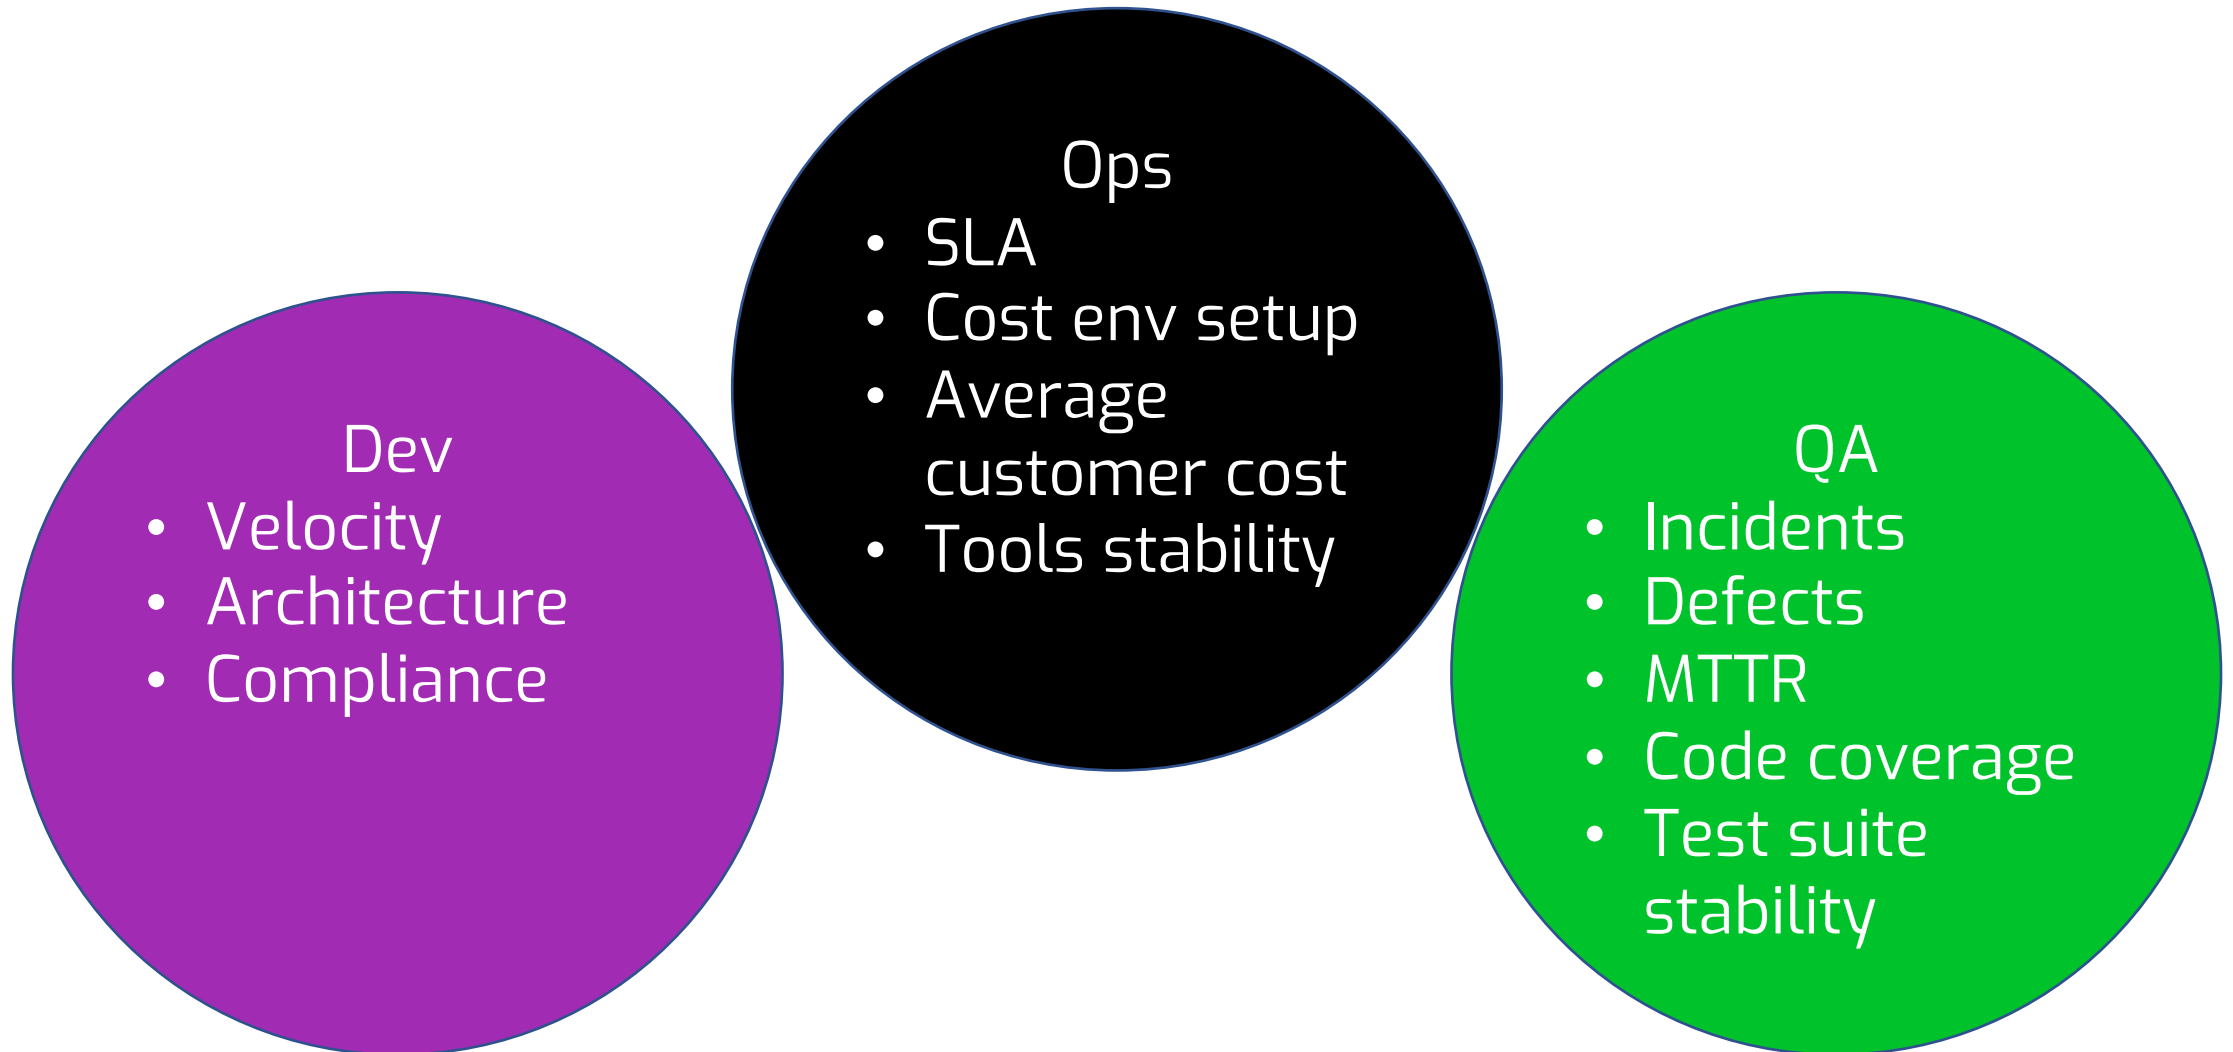 Dev
• Velocity
• Architecture
• Compliance
Ops
• SLA
• Cost env setup
• Average
customer cost
• Tools stability
QA
• Incidents
• Defects
• MTTR
• Code coverage
• Test suite
stability